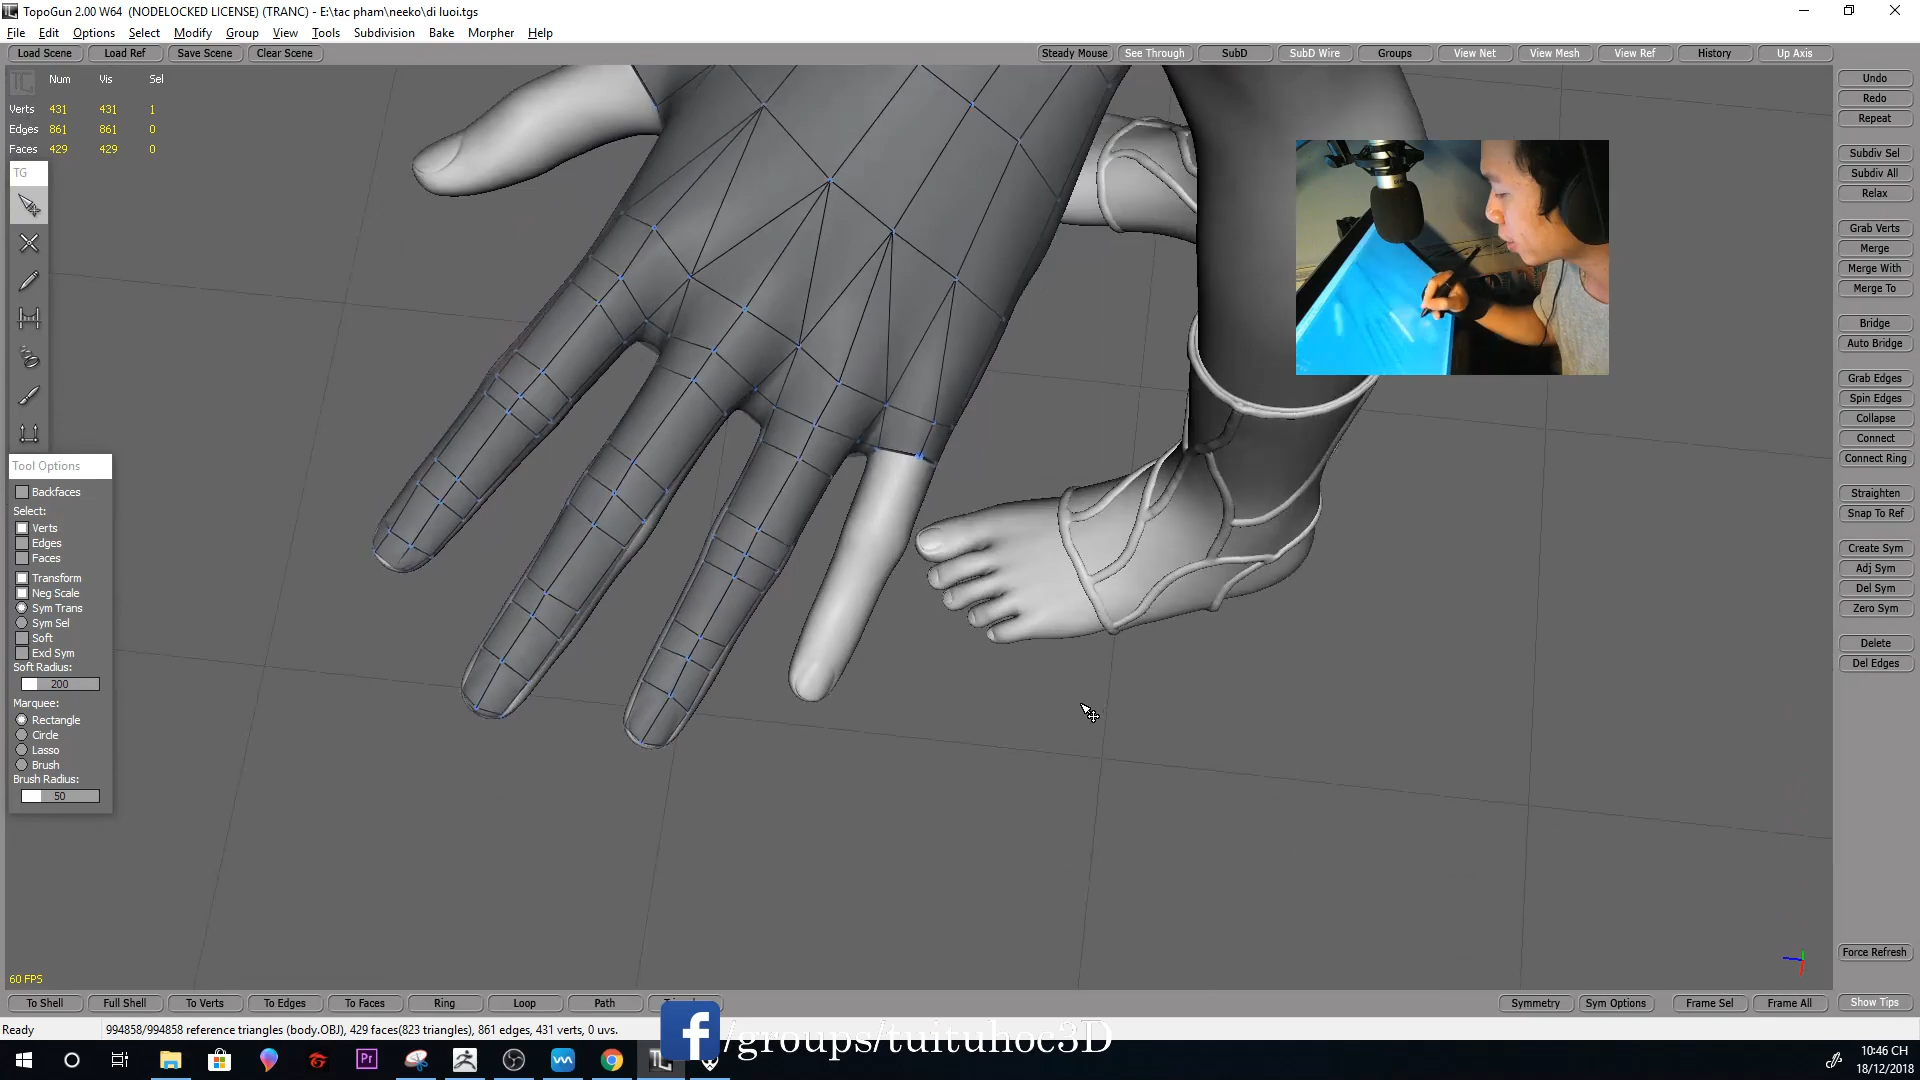 TopoGun 2.00 W64 (NODELOCKED LICENSE) (TRANC) - E:\tac pham\neeko\di luoi.tgs
File Edit Options Select Modify Group View Tools Subdivision Bake Morpher Help
Load Scene Load Ref Save Scene Clear Scene Steady Mouse See Through SubD SubD Wire Groups View Net View Mesh View Ref History Up Axis
Num Vis Sel
Verts 431 431 1
Edges 861 861 0
Faces 429 429 0
TG
Tool Options
Backfaces
Select:
Verts
Edges
Faces
Transform
Neg Scale
Sym Trans
Sym Sel
Soft
Excl Sym
Soft Radius:
200
Marquee:
Rectangle
Circle
Lasso
Brush
Brush Radius:
50
Undo
Redo
Repeat
Subdiv Sel
Subdiv All
Relax
Grab Verts
Merge
Merge With
Merge To
Bridge
Auto Bridge
Grab Edges
Spin Edges
Collapse
Connect
Connect Ring
Straighten
Snap To Ref
Create Sym
Adj Sym
Del Sym
Zero Sym
Delete
Del Edges
Force Refresh
60 FPS
To Shell Full Shell To Verts To Edges To Faces Ring Loop Path Symmetry Sym Options Frame Sel Frame All Show Tips
Ready 994858/994858 reference triangles (body.OBJ), 429 faces(823 triangles), 861 edges, 431 verts, 0 uvs.
f /groups/tuituhoc3D
Pr
10:46 CH
18/12/2018